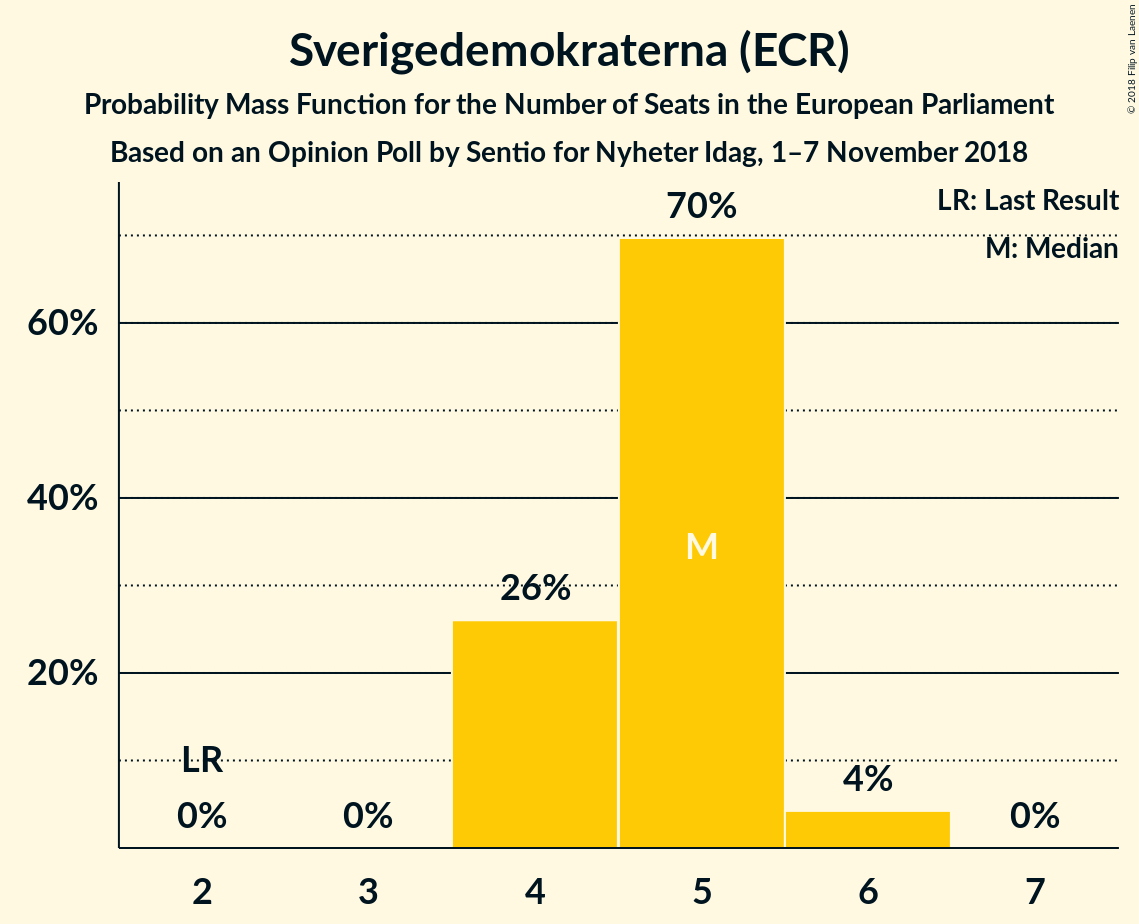 Sverigedemokraterna (ECR)
Probability Mass Function for the Number of Seats in the European Parliament
Based on an Opinion Poll by Sentio for Nyheter Idag, 1–7 November 2018
© 2018 Filip van Laenen
LR: Last Result
M: Median
70%
60%
M
40%
26%
20%
LR
4%
0%
0%
0%
2
3
4
5
6
7